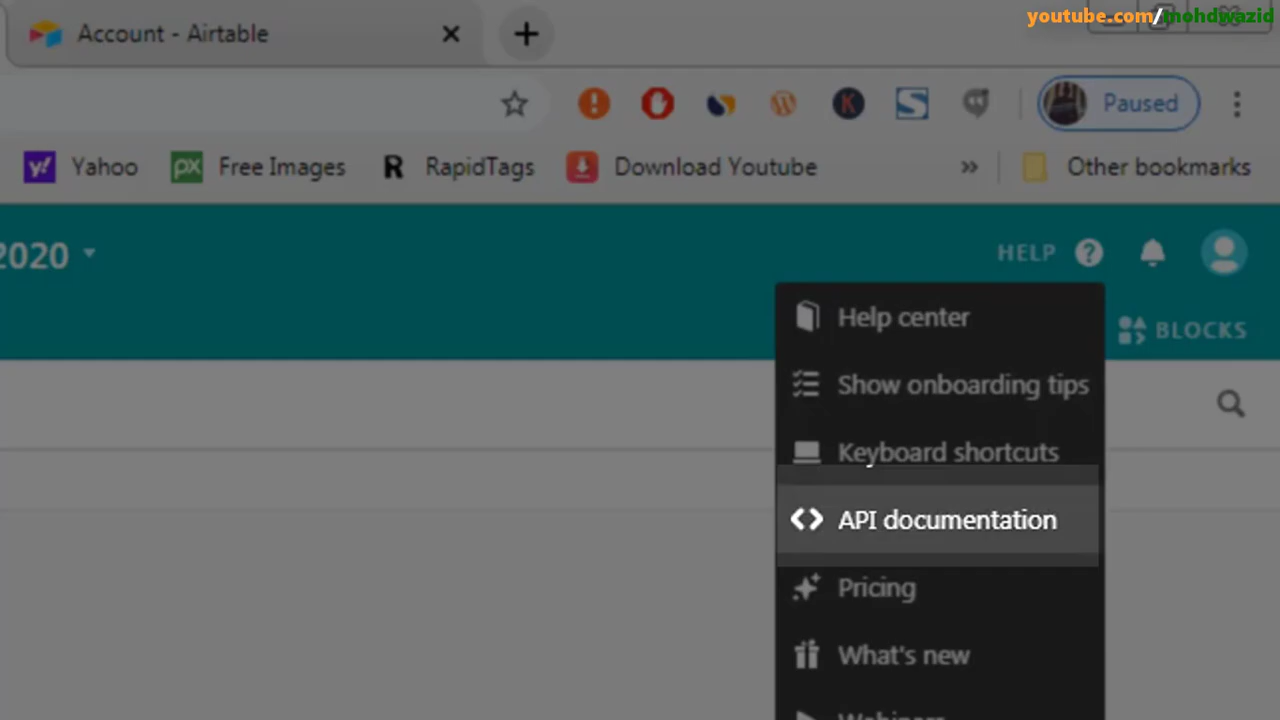 youtube.com/mohdwazid
Account - Airtable
Paused
Yahoo
Free Images
RapidTags
Download Youtube
Other bookmarks
2020
HELP
Help center
BLOCKS
Show onboarding tips
Keyboard shortcuts
API documentation
Pricing
What's new
Webinars